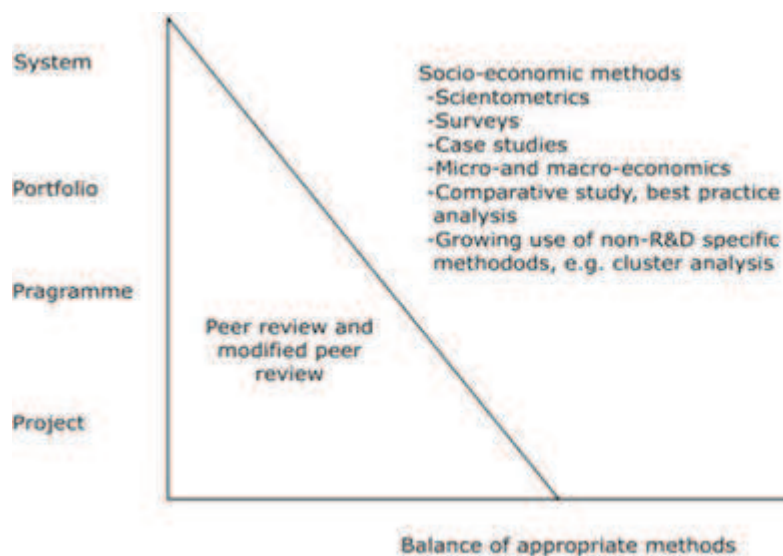 System
Portfolio
Pragramme
Project
Socio-economic methods
-Scientometrics
-Surveys
-Case studies
-Micro-and macro-economics
-Comparative study, best practice
analysis
-Growing use of non-R&D specific
methodods, e.g. cluster analysis
Peer review and
modified peer
review
Balance of appropriate methods